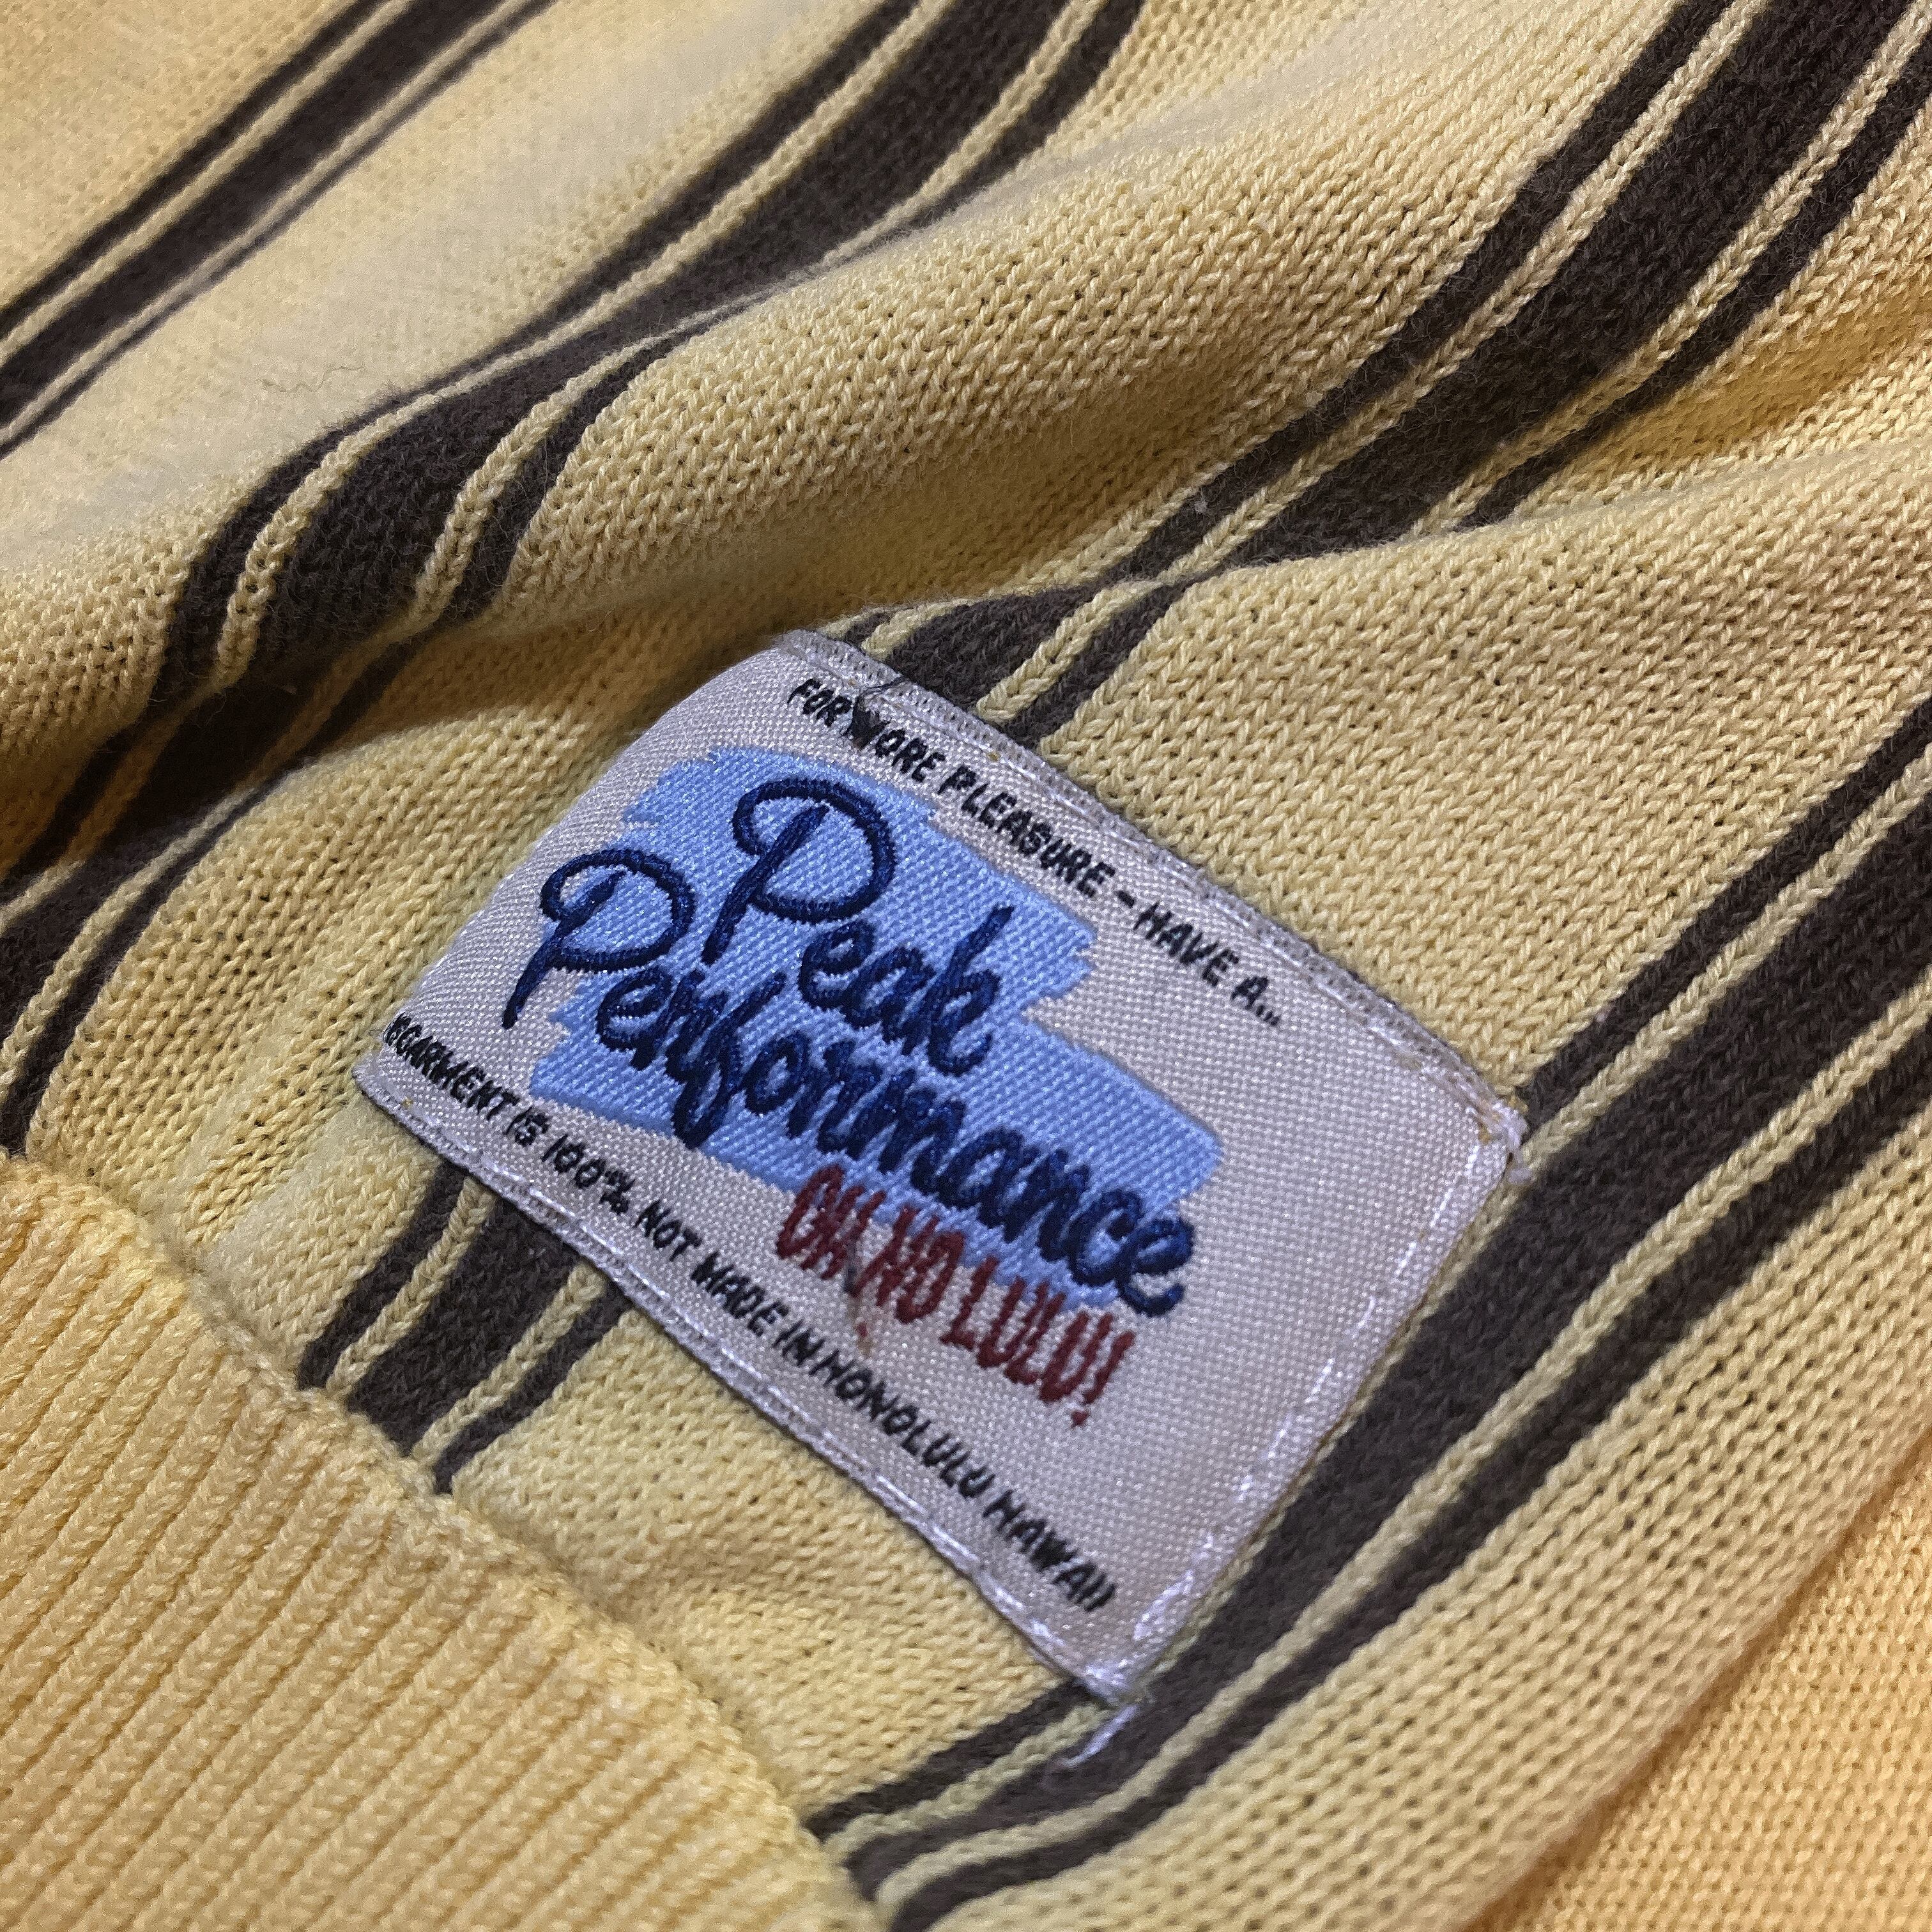 FOR MORE PLEASURE - HAVE A...
Peak
Performance
OH NO LULU!
GARMENT IS 100% NOT MADE IN HONOLULU HAWAII